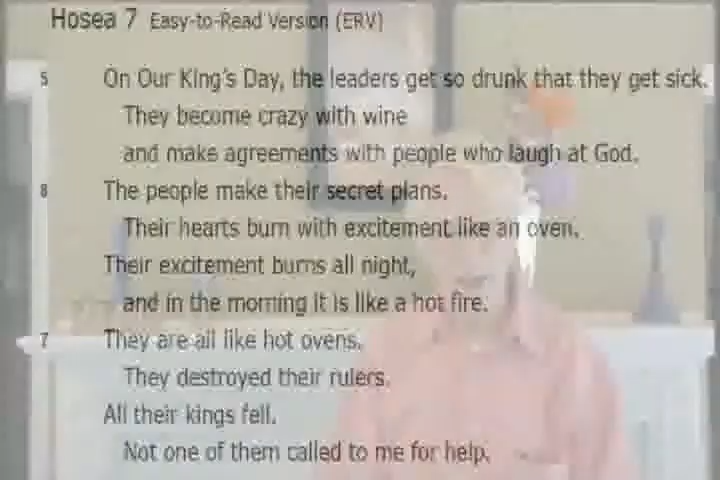 Hosea 7 Easy-to-Read Version (ERV)
5 On Our King's Day, the leaders get so drunk that they get sick.
They become crazy with wine
and make agreements with people who laugh at God.
8 The people make their secret plans.
Their hearts burn with excitement like an oven.
Their excitement burns all night,
and in the morning it is like a hot fire.
7 They are all like hot ovens.
They destroyed their rulers.
All their kings fell.
Not one of them called to me for help.